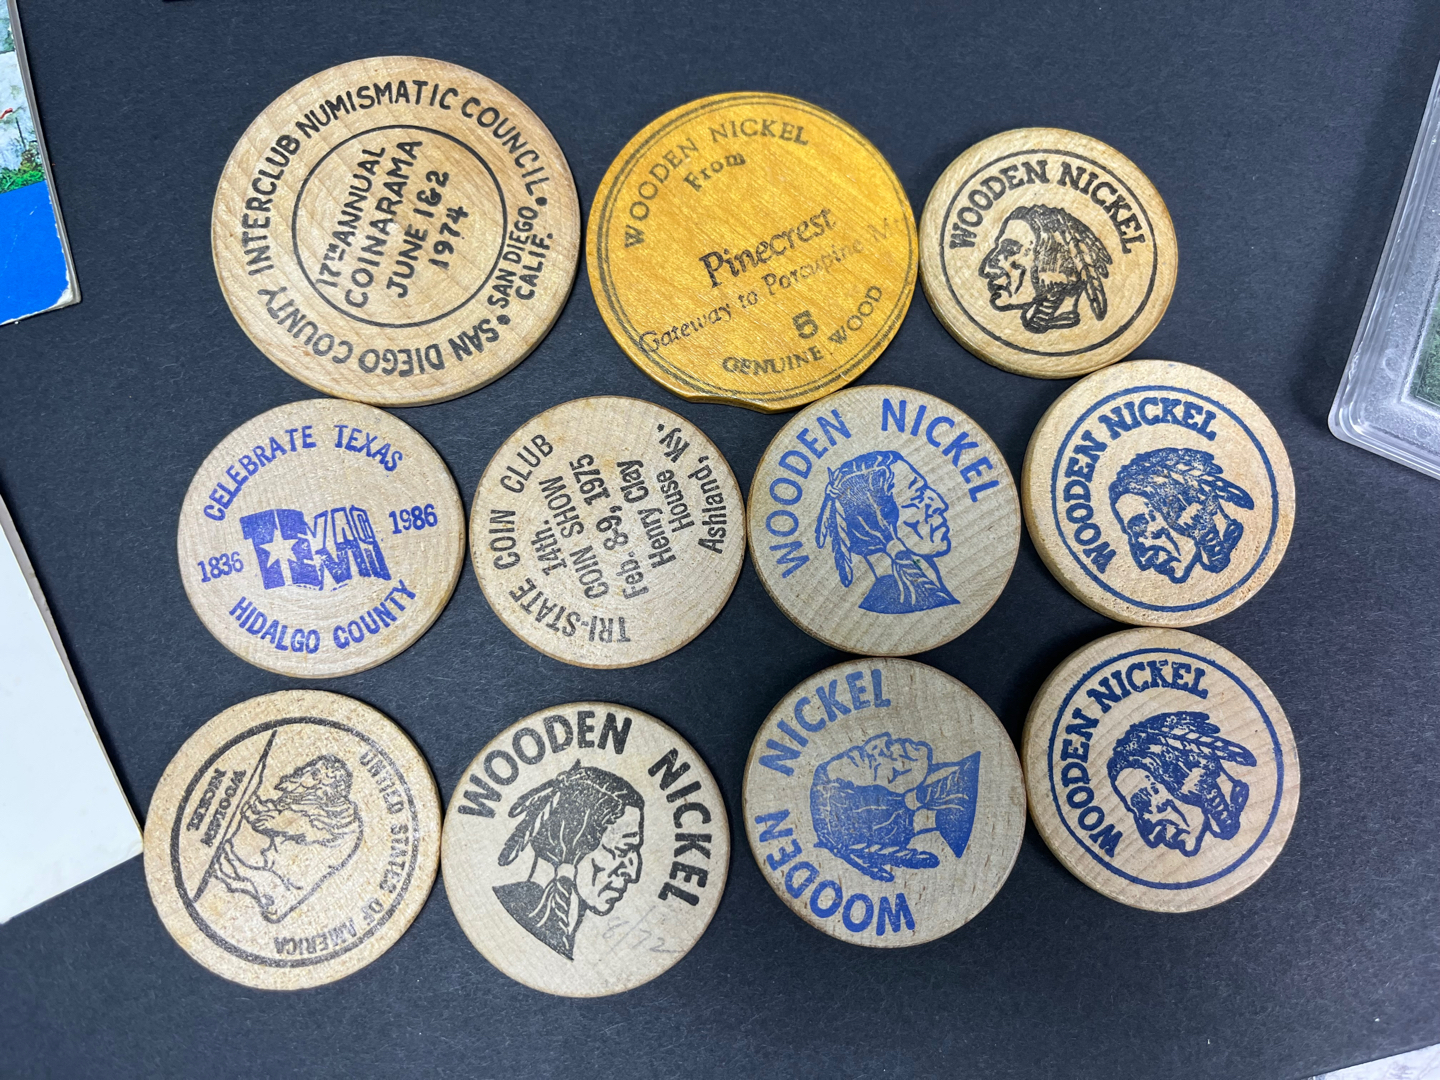 SAN DIEGO COUNTY INTERCLUB NUMISMATIC COUNCIL
• SAN DIEGO, •
CALIF.
17TH ANNUAL
COINARAMA
JUNE 1&2
1974
WOODEN NICKEL
From
Pinecrest
Gateway to Porcupine
5
GENUINE WOOD
WOODEN NICKEL
CELEBRATE TEXAS
1836 TEXAS 1986
HIDALGO COUNTY
TRI-STATE COIN CLUB
14th.
COIN SHOW
Feb. 8-9, 1975
Henry Clay
House
Ashland, Ky.
WOODEN NICKEL
WOODEN NICKEL
UNITED STATES OF AMERICA
WOODEN
NICKEL
WOODEN NICKEL
6/72
WOODEN NICKEL
WOODEN NICKEL